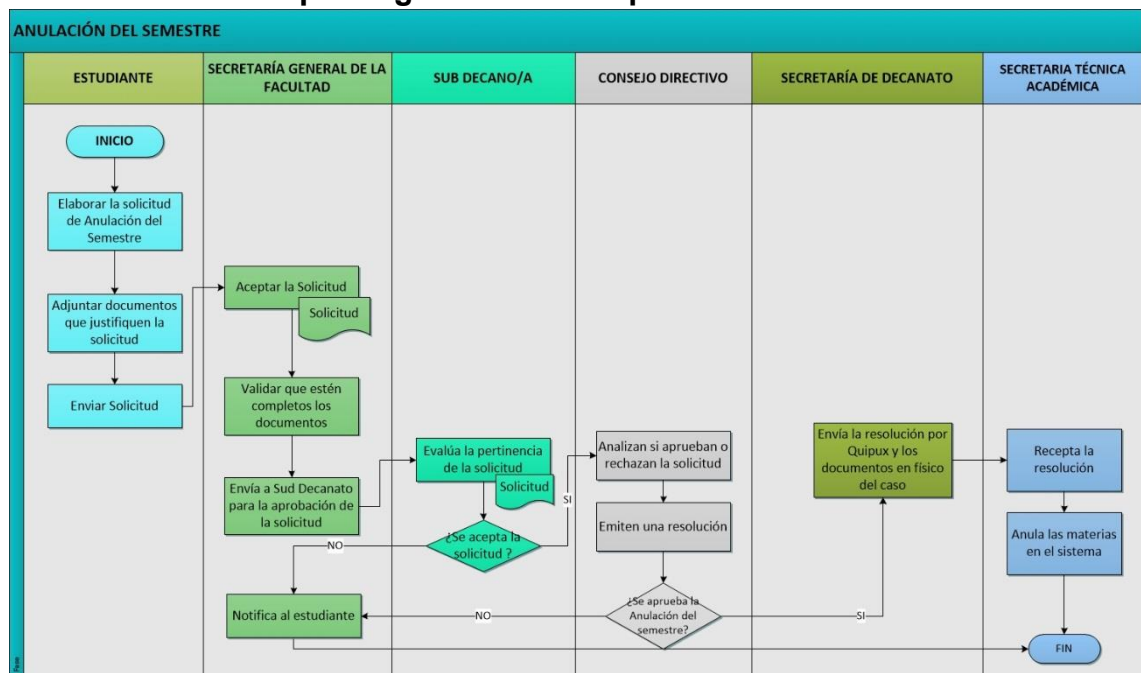 ANULACIÓN DEL SEMESTRE
ESTUDIANTE
SECRETARÍA GENERAL DE LA
FACULTAD
SUB DECANO/A
CONSEJO DIRECTIVO
SECRETARÍA DE DECANATO
SECRETARIA TÉCNICA
ACADÉMICA
INICIO
Elaborar la solicitud
de Anulación del
Semestre
Adjuntar documentos
que justifiquen la
solicitud
Enviar Solicitud
Aceptar la Solicitud
Solicitud
Validar que estén
completos los
documentos
Envía a Sud Decanato
para la aprobación de
la solicitud
Notifica al estudiante
Evalúa la pertinencia
de la solicitud
Solicitud
¿Se acepta la
solicitud ?
NO
SI
Analizan si aprueban o
rechazan la solicitud
Emiten una resolución
¿Se aprueba la
Anulación del
semestre?
NO
SI
Envía la resolución por
Quipux y los
documentos en físico
del caso
Recepta la
resolución
Anula las materias
en el sistema
FIN
Fase